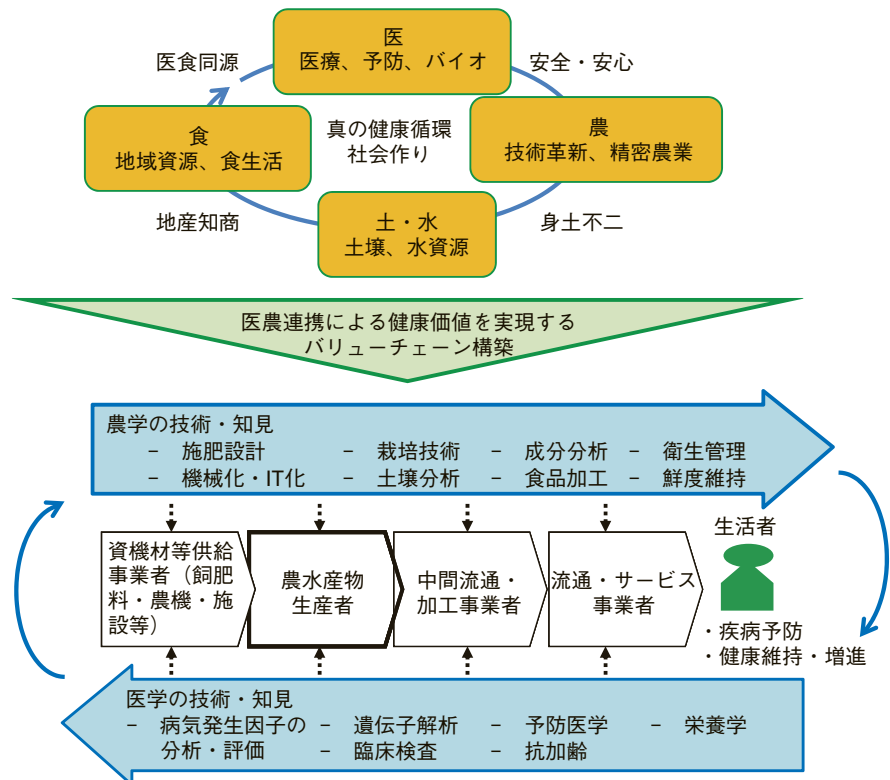 医
医療、予防、バイオ
医食同源
安全・安心
食
地域資源、食生活
真の健康循環
社会作り
農
技術革新、精密農業
地産知商
土・水
土壌、水資源
身土不二
医農連携による健康価値を実現する
バリューチェーン構築
農学の技術・知見
− 施肥設計 − 栽培技術 − 成分分析 − 衛生管理
− 機械化・IT化 − 土壌分析 − 食品加工 − 鮮度維持
資機材等供給
事業者（飼肥
料・農機・施
設等）
農水産物
生産者
中間流通・
加工事業者
流通・サービス
事業者
生活者
・疾病予防
・健康維持・増進
医学の技術・知見
− 病気発生因子の − 遺伝子解析 − 予防医学 − 栄養学
分析・評価 − 臨床検査 − 抗加齢